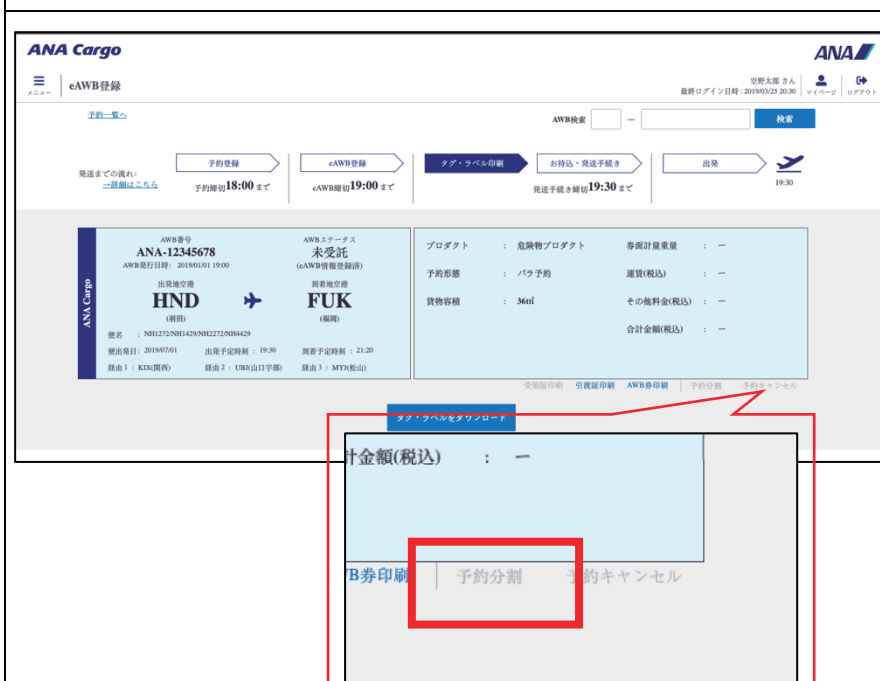 ANA Cargo
ANA
メニュー
eAWB登録
空野太郎 さん
最終ログイン日時 : 2019/03/25 20:30
マイページ
ログアウト
予約一覧へ
AWB検索
ー
検索
発送までの流れ:
→詳細はこちら
予約登録
eAWB登録
タグ・ラベル印刷
お持込・発送手続き
出発
予約締切18:00 まで
eAWB締切19:00 まで
発送手続き締切19:30 まで
19:30
ANA Cargo
AWB番号
ANA-12345678
AWB発行日時: 2019/01/01 19:00
AWBステータス
未受託
(eAWB情報登録済)
出発地空港
HND
(羽田)
到着地空港
FUK
(福岡)
便名 : NH1272/NH1429/NH2272/NH4429
便出発日: 2019/07/01 出発予定時刻 : 19:30 到着予定時刻 : 21:20
経由 1 : KIX(関西) 経由 2 : UBJ(山口宇部) 経由 3 : MYJ(松山)
プロダクト : 危険物プロダクト
予約形態 : バラ予約
貨物容積 : 36㎥
券面計量重量 : ー
運賃(税込) : ー
その他料金(税込) : ー
合計金額(税込) : ー
受領証印刷 引渡証印刷 AWB券印刷 予約分割 予約キャンセル
タグ・ラベルをダウンロード
計金額(税込) : ー
VB券印刷 予約分割 予約キャンセル